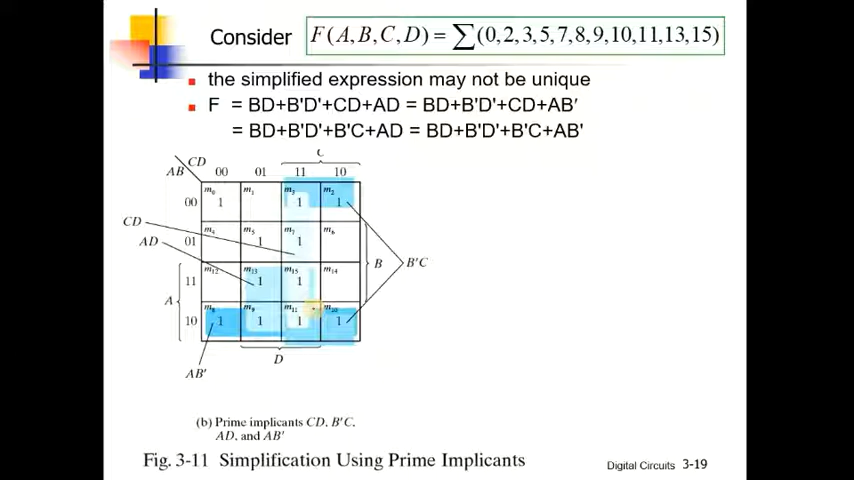 Consider F(A,B,C,D) = ∑(0,2,3,5,7,8,9,10,11,13,15)
the simplified expression may not be unique
F = BD+B'D'+CD+AD = BD+B'D'+CD+AB′
= BD+B'D'+B'C+AD = BD+B'D'+B'C+AB'
C
CD
AB 00 01 11 10
m0 m1 m3 m2
00 1 1 1
CD
m4 m5 m7 m6
01 1 1
AD
B B'C
m12 m13 m15 m14
11 1 1
A
m8 m9 m11 m10
10 1 1 1 1
D
AB'
(b) Prime implicants CD, B'C,
AD, and AB'
Fig. 3-11 Simplification Using Prime Implicants
Digital Circuits 3-19